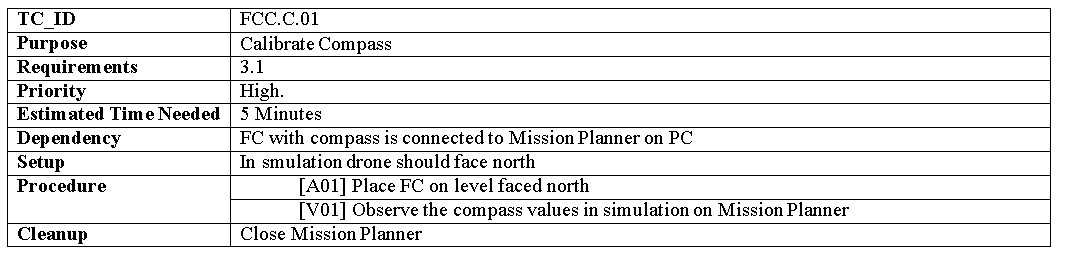 TC_ID FCC.C.01
Purpose Calibrate Compass
Requirements 3.1
Priority High.
Estimated Time Needed 5 Minutes
Dependency FC with compass is connected to Mission Planner on PC
Setup In smulation drone should face north
Procedure [A01] Place FC on level faced north
[V01] Observe the compass values in simulation on Mission Planner
Cleanup Close Mission Planner